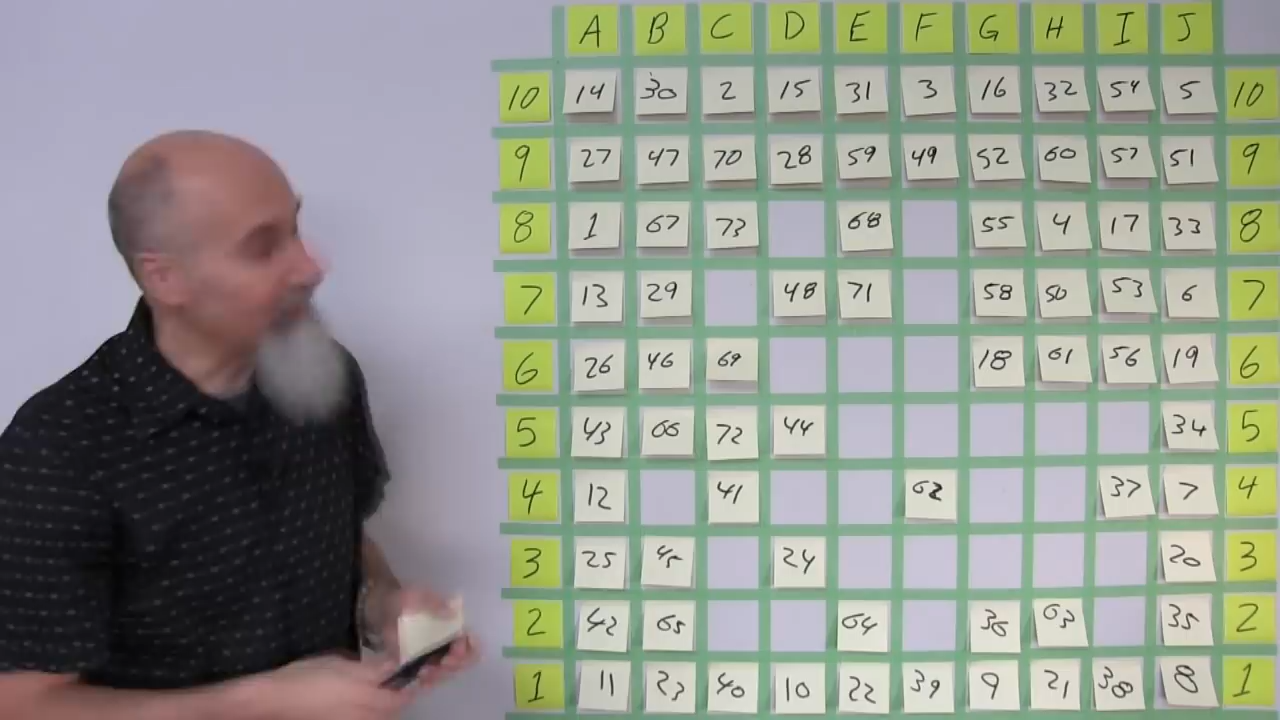 A B C D E F G H I J
10 14 30 2 15 31 3 16 32 54 5 10
9 27 47 70 28 59 49 52 60 57 51 9
8 1 67 73 68 55 4 17 33 8
7 13 29 48 71 58 50 53 6 7
6 26 46 69 18 61 56 19 6
5 43 66 72 44 34 5
4 12 41 62 37 7 4
3 25 45 24 20 3
2 42 65 64 36 63 35 2
1 11 23 40 10 22 39 9 21 38 8 1